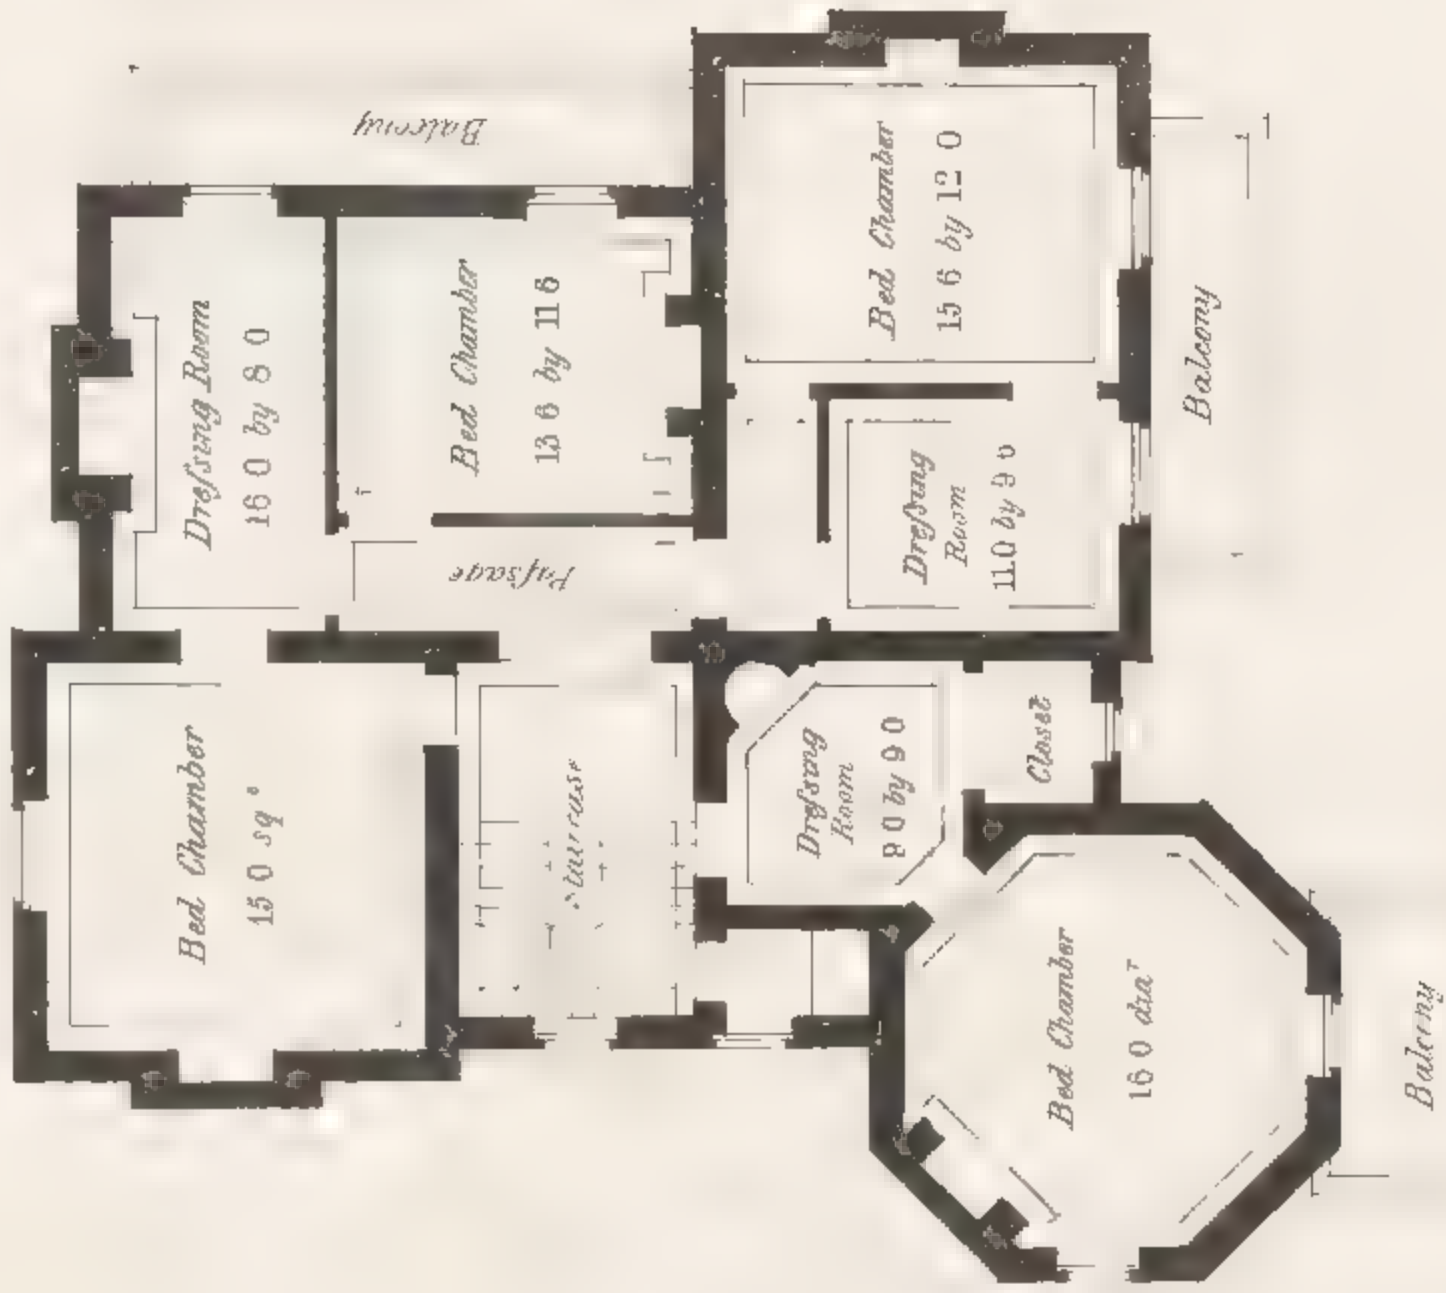 Balcony
Dreſsing Room
16 0 by 8 0
Bed Chamber
13 6 by 11 6
Bed Chamber
15 6 by 12 0
Balcony
Paſsage
Dreſsing
Room
11 0 by 9 0
Bed Chamber
15 0 sqᵉ
Staircase
Dreſsing
Room
8 0 by 9 0
Closet
Bed Chamber
16 0 diaʳ
Balcony